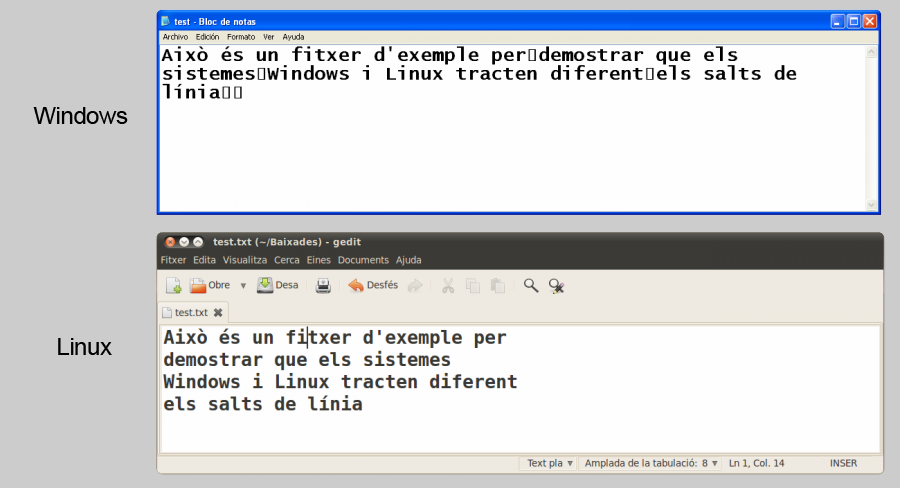 Windows
test - Bloc de notas
Archivo Edición Formato Ver Ayuda
Això és un fitxer d'exemple per▯demostrar que els
sistemes▯Windows i Linux tracten diferent▯els salts de
línia▯▯
Linux
test.txt (~/Baixades) - gedit
Fitxer Edita Visualitza Cerca Eines Documents Ajuda
Obre Desa Desfés
test.txt
Això és un fitxer d'exemple per
demostrar que els sistemes
Windows i Linux tracten diferent
els salts de línia
Text pla Amplada de la tabulació: 8 Ln 1, Col. 14 INSER